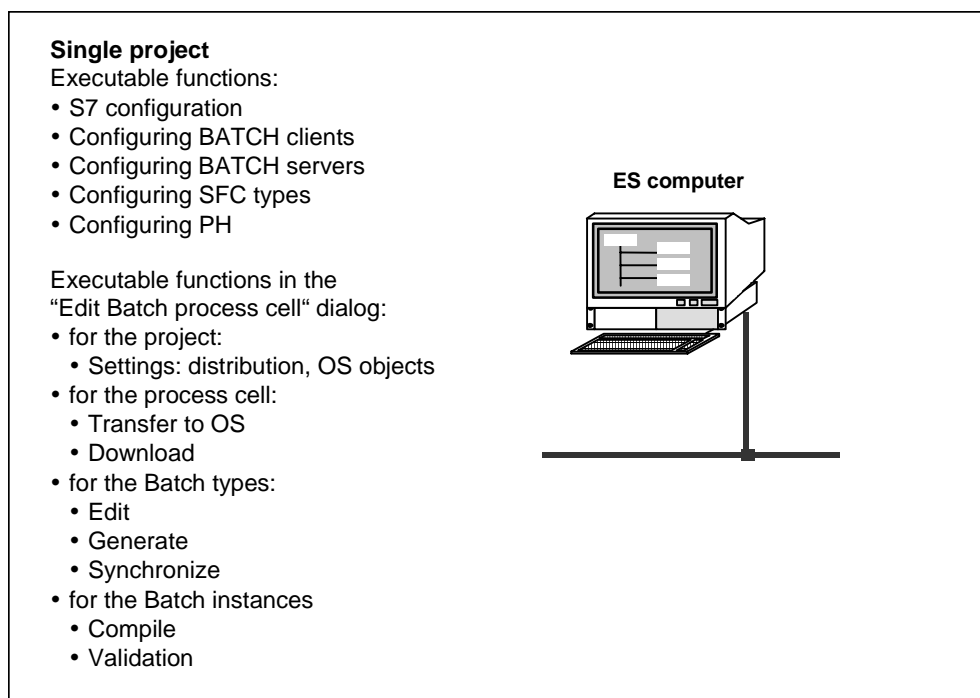 Single project
Executable functions:
• S7 configuration
• Configuring BATCH clients
• Configuring BATCH servers
• Configuring SFC types
• Configuring PH
Executable functions in the
“Edit Batch process cell“ dialog:
• for the project:
• Settings: distribution, OS objects
• for the process cell:
• Transfer to OS
• Download
• for the Batch types:
• Edit
• Generate
• Synchronize
• for the Batch instances
• Compile
• Validation
ES computer